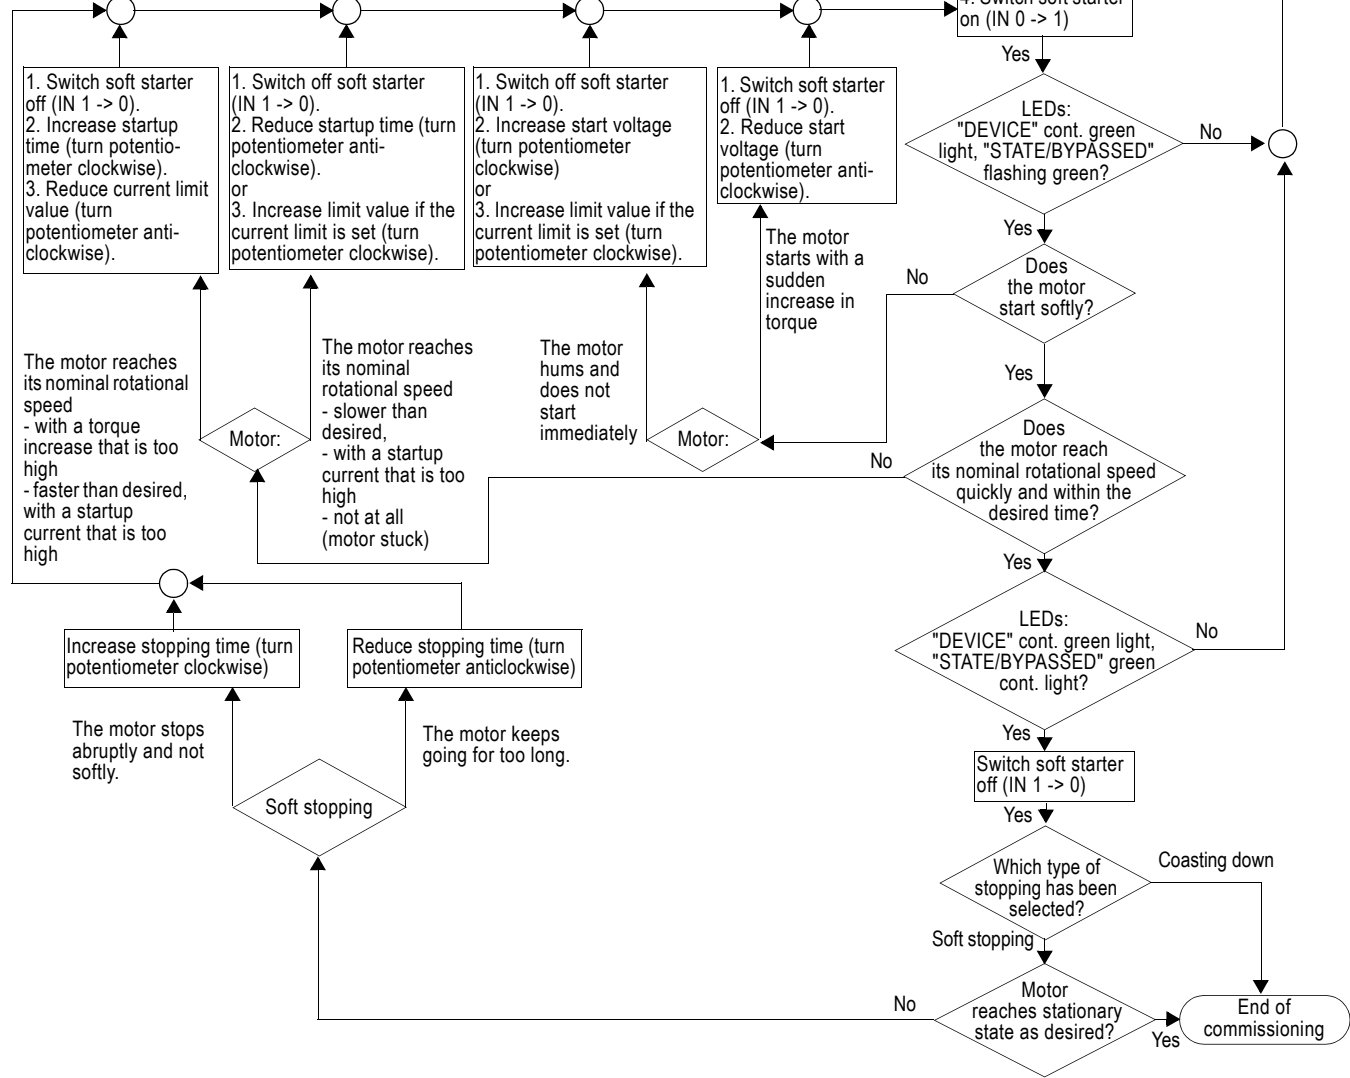 4. Switch soft starter
on (IN 0 -> 1)
Yes
1. Switch soft starter
off (IN 1 -> 0).
2. Increase startup
time (turn potentio-
meter clockwise).
3. Reduce current limit
value (turn
potentiometer anti-
clockwise).
1. Switch off soft starter
(IN 1 -> 0).
2. Reduce startup time (turn
potentiometer anti-
clockwise).
or
3. Increase limit value if the
current limit is set (turn
potentiometer clockwise).
1. Switch off soft starter
(IN 1 -> 0).
2. Increase start voltage
(turn potentiometer
clockwise)
or
3. Increase limit value if the
current limit is set (turn
potentiometer clockwise).
1. Switch soft starter
off (IN 1 -> 0).
2. Reduce start
voltage (turn
potentiometer anti-
clockwise).
LEDs:
"DEVICE" cont. green
light, "STATE/BYPASSED"
flashing green?
No
Yes
The motor
starts with a
sudden
increase in
torque
No
Does
the motor
start softly?
Yes
The motor reaches
its nominal rotational
speed
- with a torque
increase that is too
high
- faster than desired,
with a startup
current that is too
high
Motor:
The motor reaches
its nominal
rotational speed
- slower than
desired,
- with a startup
current that is too
high
- not at all
(motor stuck)
The motor
hums and
does not
start
immediately
Motor:
No
Does
the motor reach
its nominal rotational speed
quickly and within the
desired time?
Yes
LEDs:
"DEVICE" cont. green light,
"STATE/BYPASSED" green
cont. light?
No
Increase stopping time (turn
potentiometer clockwise)
Reduce stopping time (turn
potentiometer anticlockwise)
The motor stops
abruptly and not
softly.
The motor keeps
going for too long.
Soft stopping
Yes
Switch soft starter
off (IN 1 -> 0)
Yes
Which type of
stopping has been
selected?
Coasting down
Soft stopping
No
Motor
reaches stationary
state as desired?
Yes
End of
commissioning